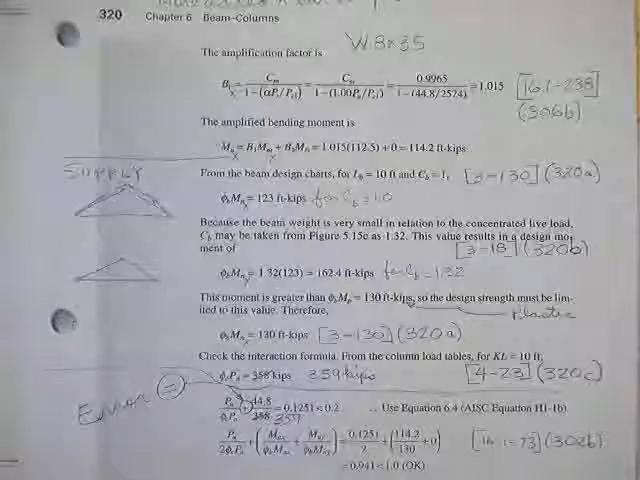 320 Chapter 6 Beam-Columns
W8x35
The amplification factor is
B₁ₓ = Cm / 1−(αPr/Pe1) = Cm / 1−(1.00Pu/Pe1) = 0.9965 / 1−(44.8/2574) = 1.015 [16.1-238]
(306b)
The amplified bending moment is
Mux = B₁Mntx + B₂Mℓt = 1.015(112.5) + 0 = 114.2 ft-kips
SUPPLY
From the beam design charts, for Lb = 10 ft and Cb = 1, [3-130] (320a)
ϕbMnx = 123 ft-kips for Cb = 1.0
Because the beam weight is very small in relation to the concentrated live load,
Cb may be taken from Figure 5.15c as 1.32. This value results in a design mo-
ment of [3-18] (320b)
ϕbMnx = 1.32(123) = 162.4 ft-kips for Cb = 1.32
This moment is greater than ϕbMp = 130 ft-kips, so the design strength must be lim-
ited to this value. Therefore,
Plastic
ϕbMnx = 130 ft-kips [3-130] (320a)
Check the interaction formula. From the column load tables, for KL = 10 ft,
ϕcPn = 358 kips 359 kips [4-23] (320c)
Error =
Pu / ϕcPn + 44.8 / 358 = 0.1251 < 0.2 ∴ Use Equation 6.4 (AISC Equation H1-1b).
359
Pu / 2ϕcPn + (Mux / ϕbMnx + Muy / ϕbMny) = 0.1251 / 2 + (114.2 / 130 + 0) [16.1-73] (302b)
= 0.941 < 1.0 (OK)